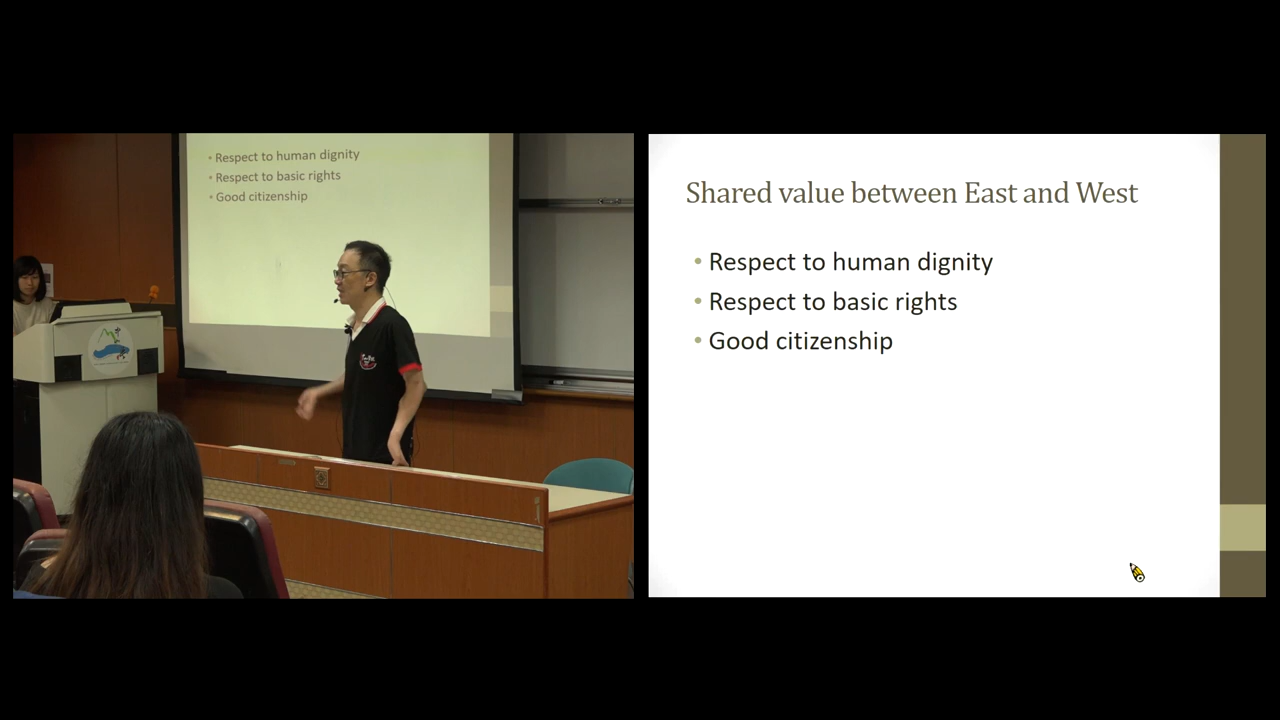 Respect to human dignity
Respect to basic rights
Good citizenship
Shared value between East and West
Respect to human dignity
Respect to basic rights
Good citizenship